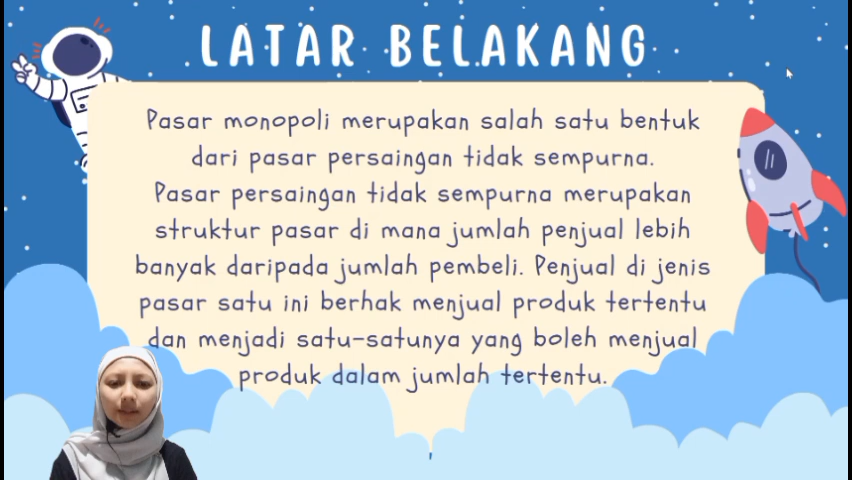 LATAR BELAKANG
Pasar monopoli merupakan salah satu bentuk
dari pasar persaingan tidak sempurna.
Pasar persaingan tidak sempurna merupakan
struktur pasar di mana jumlah penjual lebih
banyak daripada jumlah pembeli. Penjual di jenis
pasar satu ini berhak menjual produk tertentu
dan menjadi satu-satunya yang boleh menjual
produk dalam jumlah tertentu.